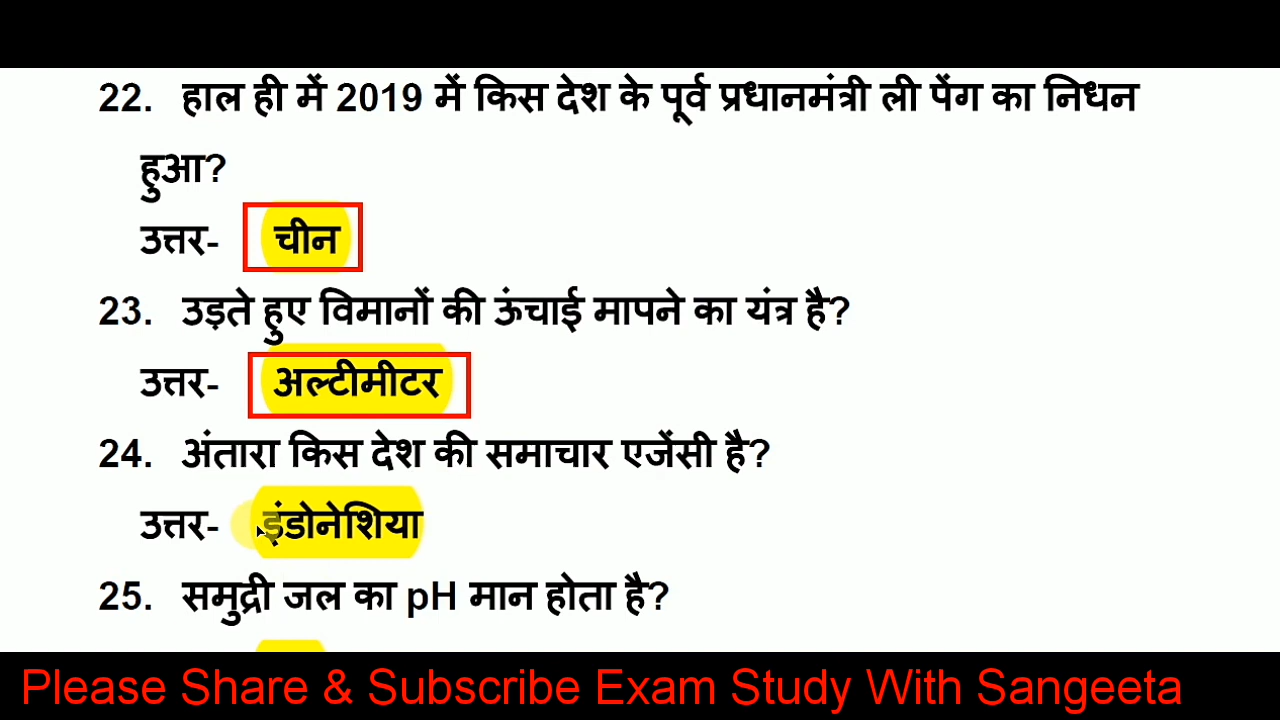 22. हाल ही में 2019 में किस देश के पूर्व प्रधानमंत्री ली पेंग का निधन
हुआ?
उत्तर- चीन
23. उड़ते हुए विमानों की ऊंचाई मापने का यंत्र है?
उत्तर- अल्टीमीटर
24. अंतारा किस देश की समाचार एजेंसी है?
उत्तर- इंडोनेशिया
25. समुद्री जल का pH मान होता है?
Please Share & Subscribe Exam Study With Sangeeta